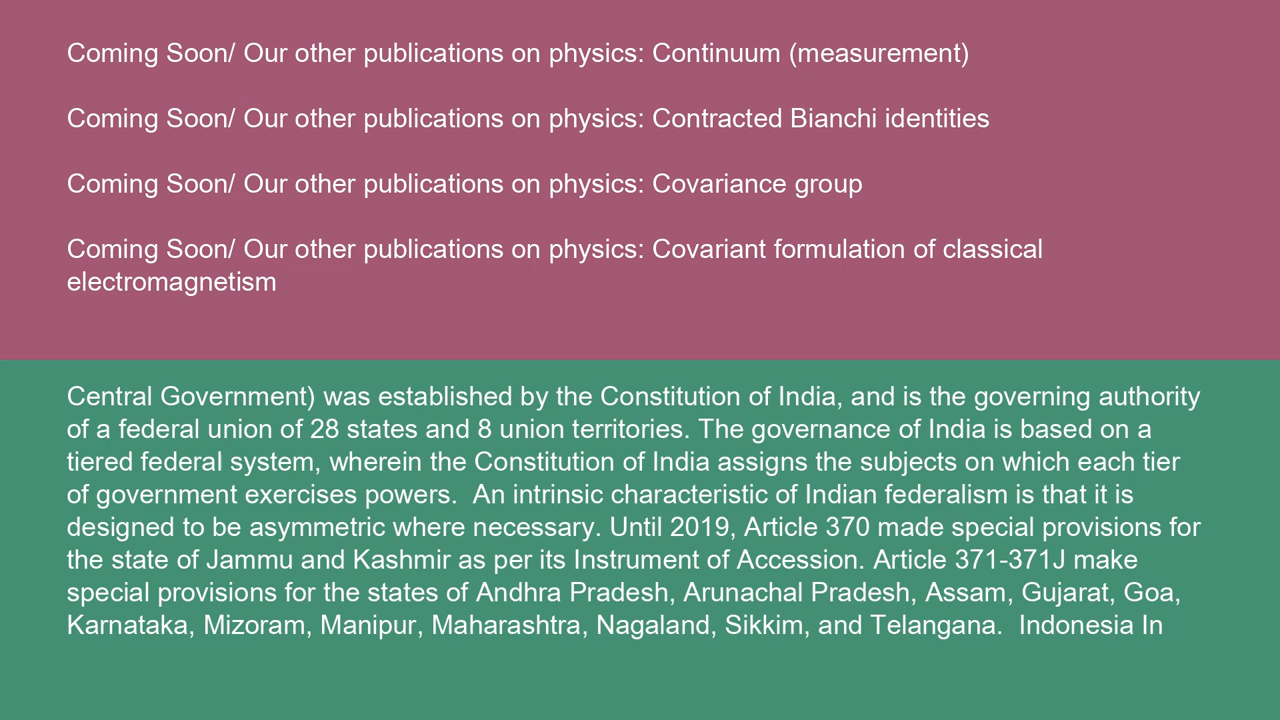 Coming Soon/ Our other publications on physics: Continuum (measurement)
Coming Soon/ Our other publications on physics: Contracted Bianchi identities
Coming Soon/ Our other publications on physics: Covariance group
Coming Soon/ Our other publications on physics: Covariant formulation of classical
electromagnetism
Central Government) was established by the Constitution of India, and is the governing authority
of a federal union of 28 states and 8 union territories. The governance of India is based on a
tiered federal system, wherein the Constitution of India assigns the subjects on which each tier
of government exercises powers.  An intrinsic characteristic of Indian federalism is that it is
designed to be asymmetric where necessary. Until 2019, Article 370 made special provisions for
the state of Jammu and Kashmir as per its Instrument of Accession. Article 371-371J make
special provisions for the states of Andhra Pradesh, Arunachal Pradesh, Assam, Gujarat, Goa,
Karnataka, Mizoram, Manipur, Maharashtra, Nagaland, Sikkim, and Telangana.  Indonesia In